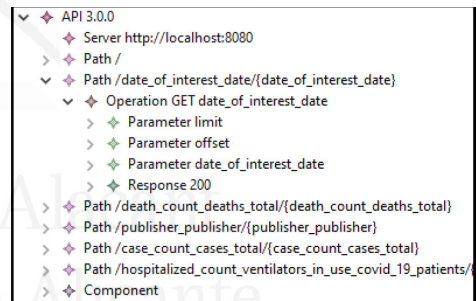 API 3.0.0
Server http://localhost:8080
Path /
Path /date_of_interest_date/{date_of_interest_date}
Operation GET date_of_interest_date
Parameter limit
Parameter offset
Parameter date_of_interest_date
Response 200
Path /death_count_deaths_total/{death_count_deaths_total}
Path /publisher_publisher/{publisher_publisher}
Path /case_count_cases_total/{case_count_cases_total}
Path /hospitalized_count_ventilators_in_use_covid_19_patients/{
Component